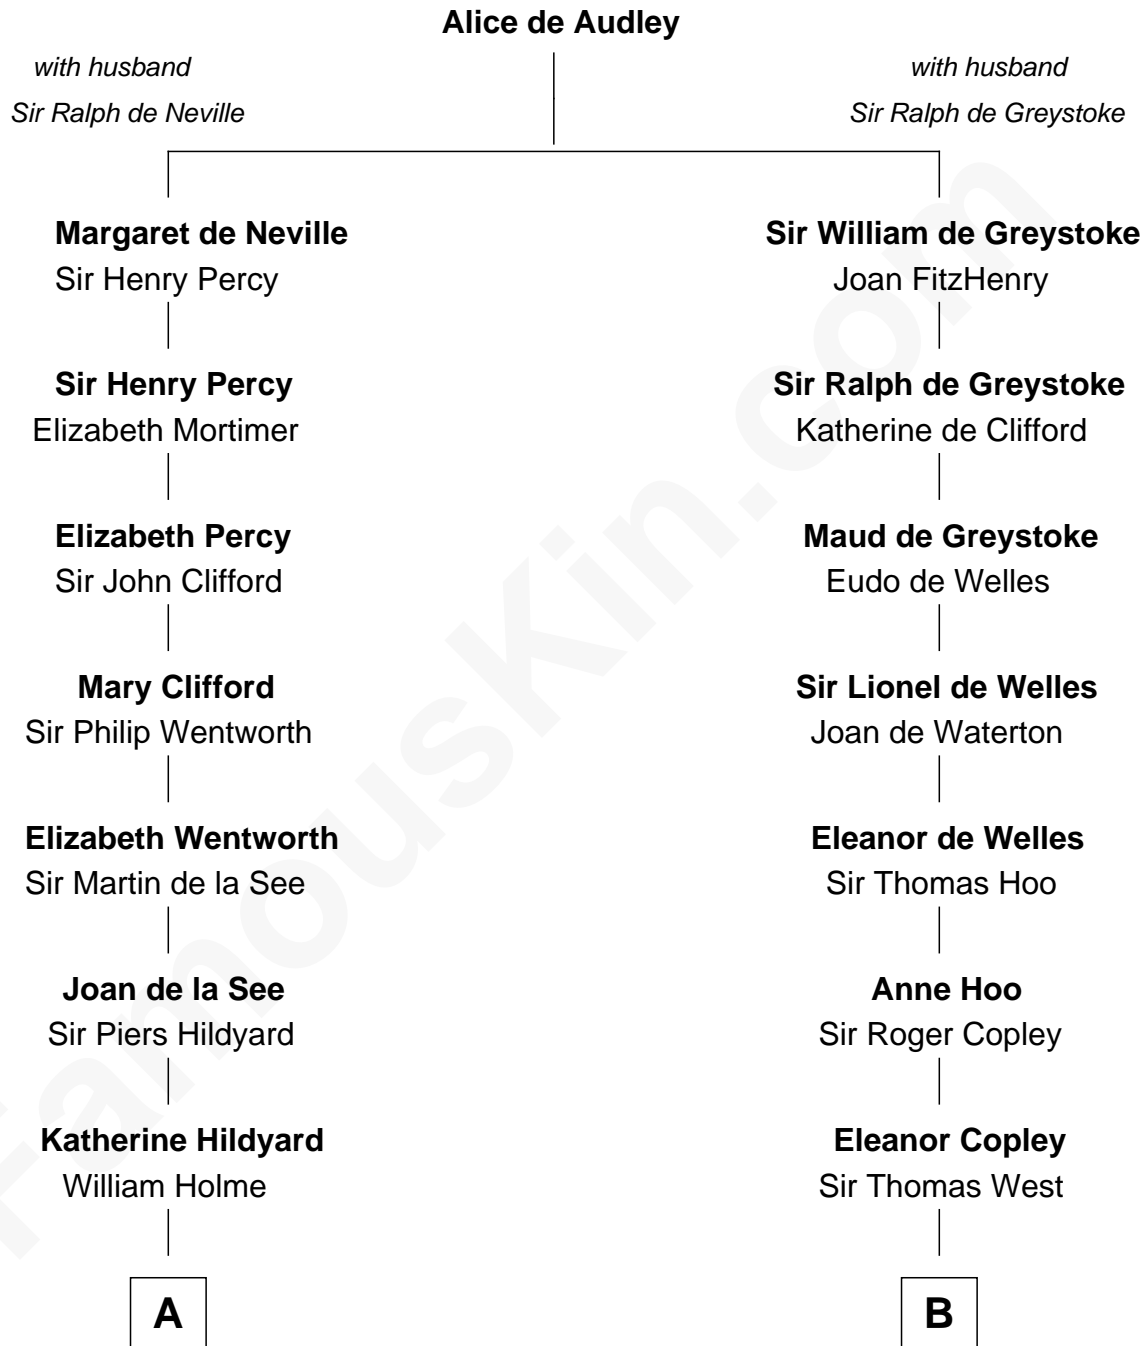 Alice de Audley
with husband
Sir Ralph de Neville
with husband
Sir Ralph de Greystoke
Margaret de Neville
Sir Henry Percy
Sir William de Greystoke
Joan FitzHenry
Sir Henry Percy
Elizabeth Mortimer
Sir Ralph de Greystoke
Katherine de Clifford
Elizabeth Percy
Sir John Clifford
Maud de Greystoke
Eudo de Welles
Mary Clifford
Sir Philip Wentworth
Sir Lionel de Welles
Joan de Waterton
Elizabeth Wentworth
Sir Martin de la See
Eleanor de Welles
Sir Thomas Hoo
Joan de la See
Sir Piers Hildyard
Anne Hoo
Sir Roger Copley
Katherine Hildyard
William Holme
Eleanor Copley
Sir Thomas West
A
B
FamousKin.com